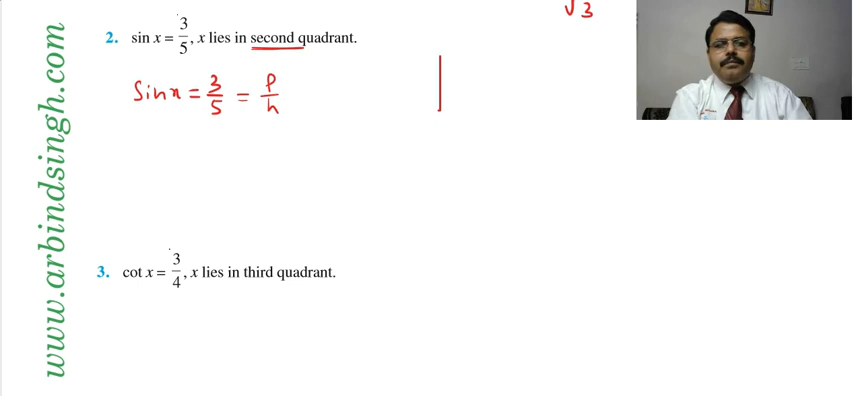 √3
2. sin x = 3/5, x lies in second quadrant.
Sin x = 3/5 = P/h
3. cot x = 3/4, x lies in third quadrant.
www.arbindsingh.com